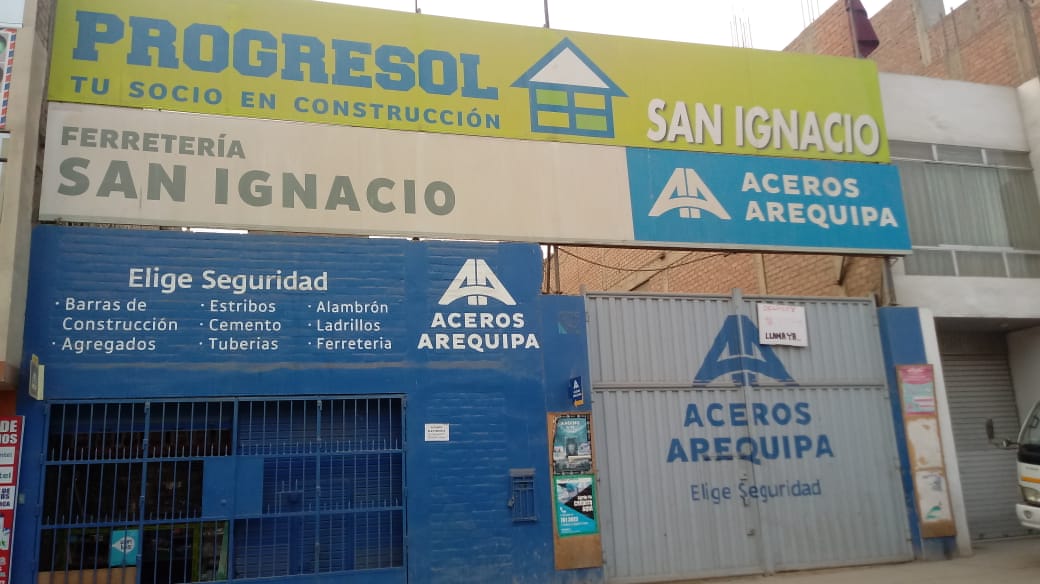 PROGRESOL
TU SOCIO EN CONSTRUCCIÓN
SAN IGNACIO
FERRETERÍA
SAN IGNACIO
ACEROS
AREQUIPA
Elige Seguridad
· Barras de
Construcción
· Agregados
· Estribos
· Cemento
· Tuberias
· Alambrón
· Ladrillos
· Ferreteria
ACEROS
AREQUIPA
ACEROS
AREQUIPA
Elige Seguridad